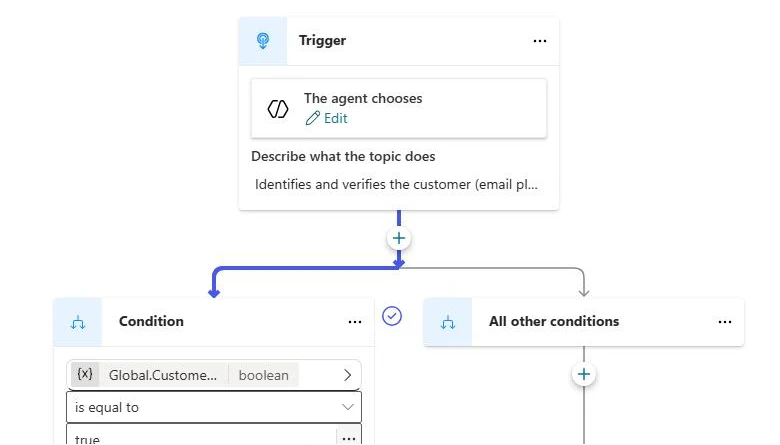 Trigger
The agent chooses
Edit
Describe what the topic does
Identifies and verifies the customer (email pl...
Condition
All other conditions
{x} Global.Custome... boolean
is equal to
true